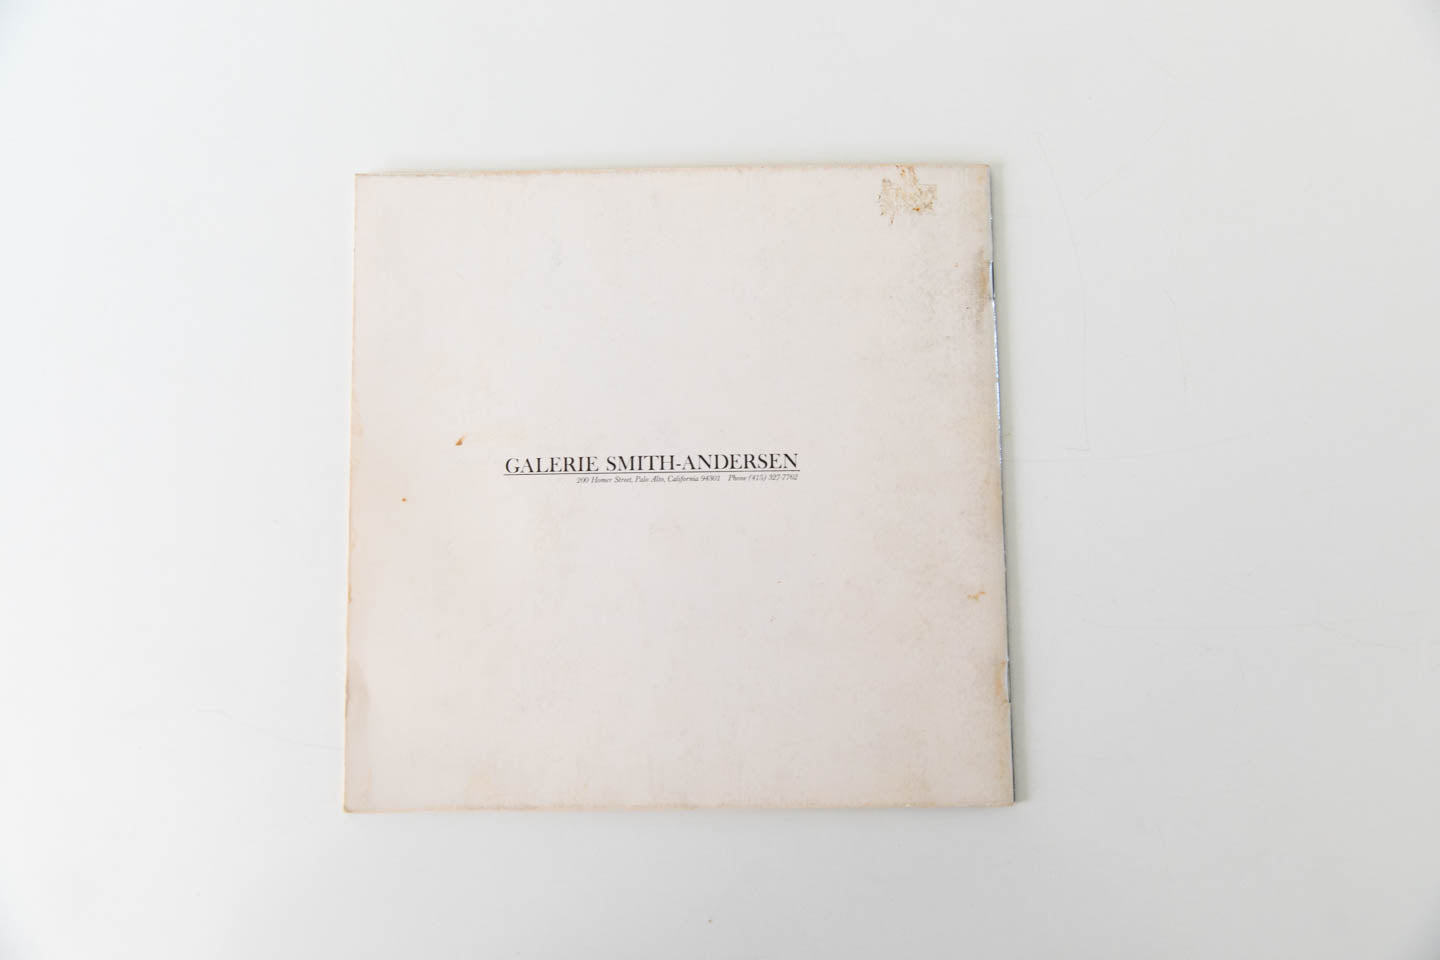 GALERIE SMITH-ANDERSEN
200 Homer Street, Palo Alto, California 94301 Phone (415) 327-7762